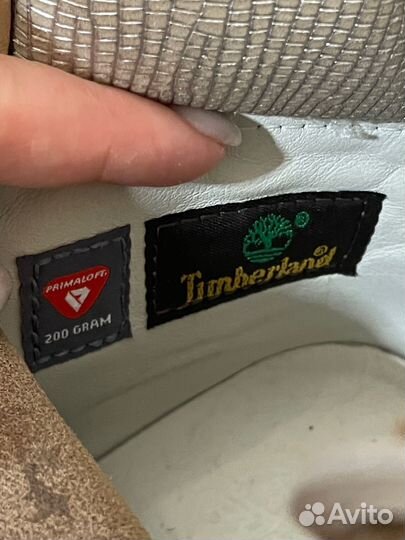 PRIMALOFT®
200 GRAM
®
Timberland
Avito